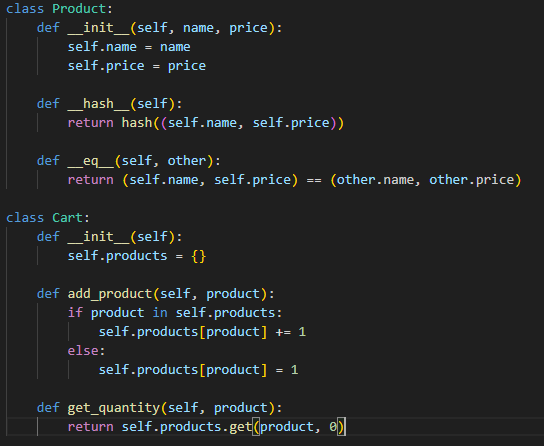 class Product:
    def __init__(self, name, price):
        self.name = name
        self.price = price

    def __hash__(self):
        return hash((self.name, self.price))

    def __eq__(self, other):
        return (self.name, self.price) == (other.name, other.price)

class Cart:
    def __init__(self):
        self.products = {}

    def add_product(self, product):
        if product in self.products:
            self.products[product] += 1
        else:
            self.products[product] = 1

    def get_quantity(self, product):
        return self.products.get(product, 0)